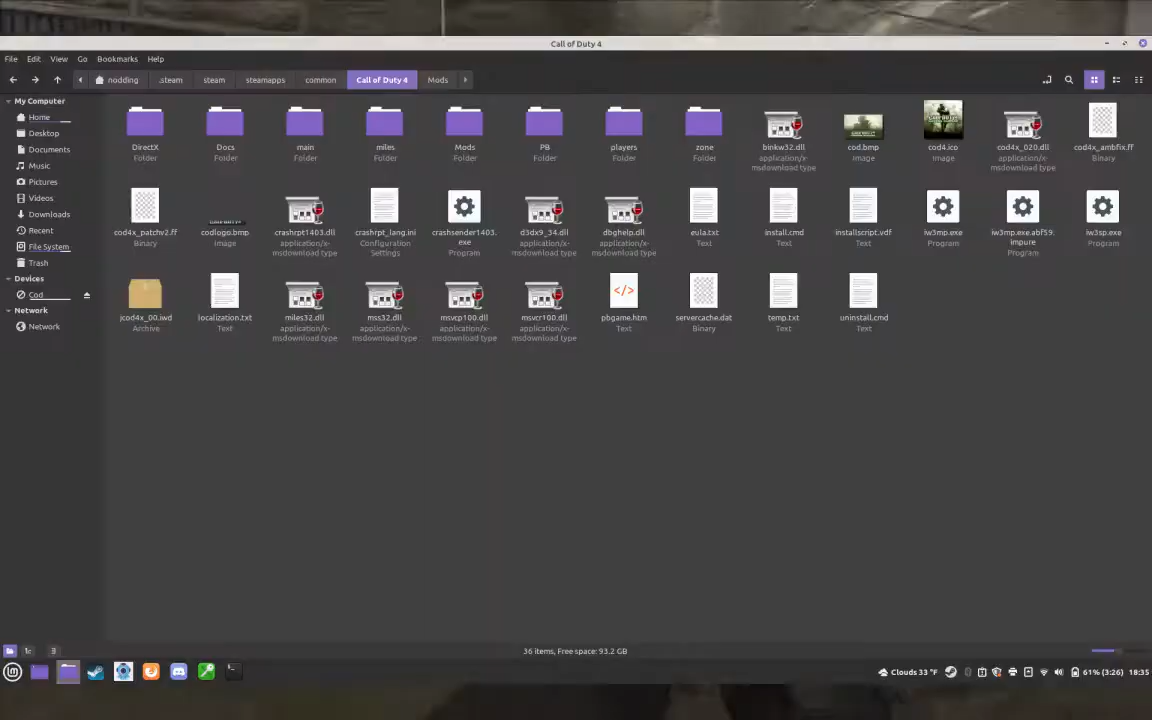 Call of Duty 4
File Edit View Go Bookmarks Help
nodding .steam steam steamapps common Call of Duty 4 Mods
My Computer
Home
Desktop
Documents
Music
Pictures
Videos
Downloads
Recent
File System
Trash
Devices
Cod
Network
Network
DirectX Docs main miles Mods PB players zone binkw32.dll cod.bmp cod4.ico cod4x_020.dll cod4x_ambfix.ff
Folder Folder Folder Folder Folder Folder Folder Folder application/x- Image Image application/x- Binary
msdownload type msdownload type
cod4x_patchv2.ff codlogo.bmp crashrpt1403.dll crashrpt_lang.ini crashsender1403. d3dx9_34.dll dbghelp.dll eula.txt install.cmd installscript.vdf iw3mp.exe iw3mp.exe.abf59. iw3sp.exe
Binary Image application/x- Configuration exe application/x- application/x- Text Text Text Program impure Program
msdownload type Settings Program msdownload type msdownload type Program
jcod4x_00.iwd localization.txt miles32.dll mss32.dll msvcp100.dll msvcr100.dll pbgame.htm servercache.dat temp.txt uninstall.cmd
Archive Text application/x- application/x- application/x- application/x- Text Binary Text Text
msdownload type msdownload type msdownload type msdownload type
36 items, Free space: 93.2 GB
Clouds 33 °F 61% (3:26) 18:35